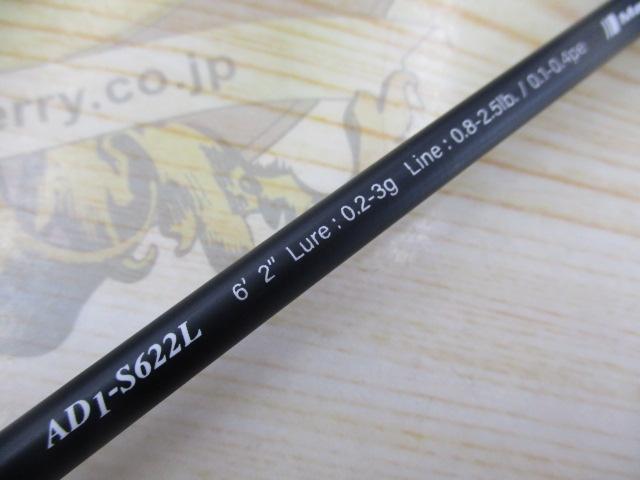 AD1-S622L 6' 2" Lure : 0.2-3g Line : 0.8-2.5lb. / 0.1-0.4pe
erry.co.jp